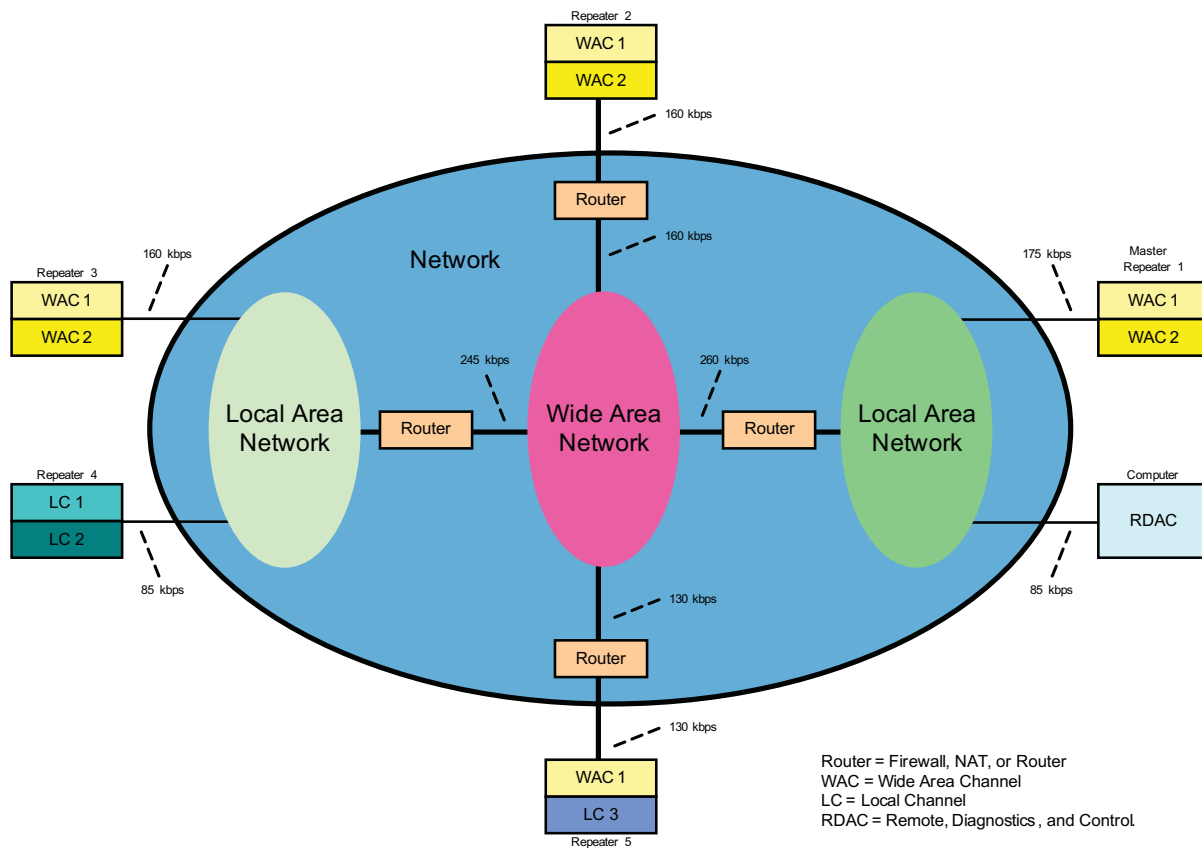 Repeater 2
WAC 1
WAC 2
160 kbps
Router
160 kbps
Network
160 kbps
Repeater 3
WAC 1
WAC 2
175 kbps
Master
Repeater 1
WAC 1
WAC 2
245 kbps
260 kbps
Local Area
Network
Router
Wide Area
Network
Router
Local Area
Network
Repeater 4
LC 1
LC 2
85 kbps
Computer
RDAC
85 kbps
130 kbps
Router
130 kbps
WAC 1
LC 3
Repeater 5
Router = Firewall, NAT, or Router
WAC = Wide Area Channel
LC = Local Channel
RDAC = Remote, Diagnostics, and Control.